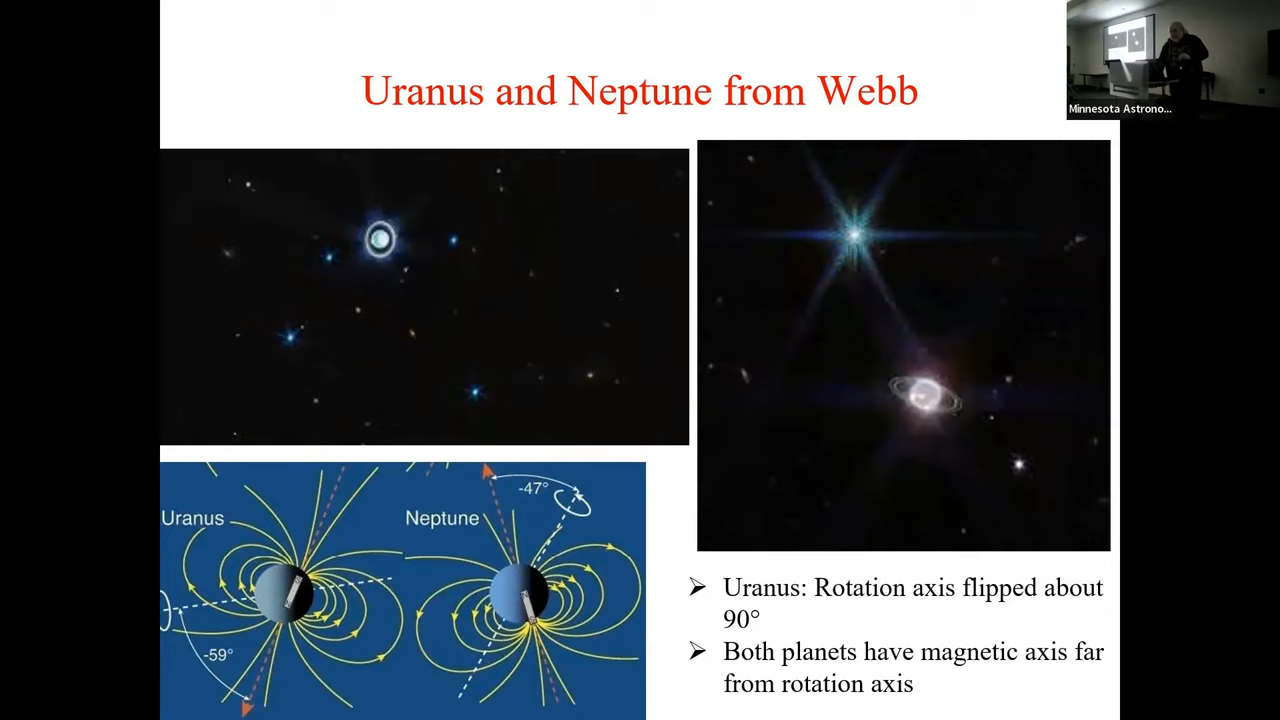 Uranus and Neptune from Webb
Minnesota Astrono...
Uranus
Neptune
-47°
-59°
➢ Uranus: Rotation axis flipped about
90°
➢ Both planets have magnetic axis far
from rotation axis